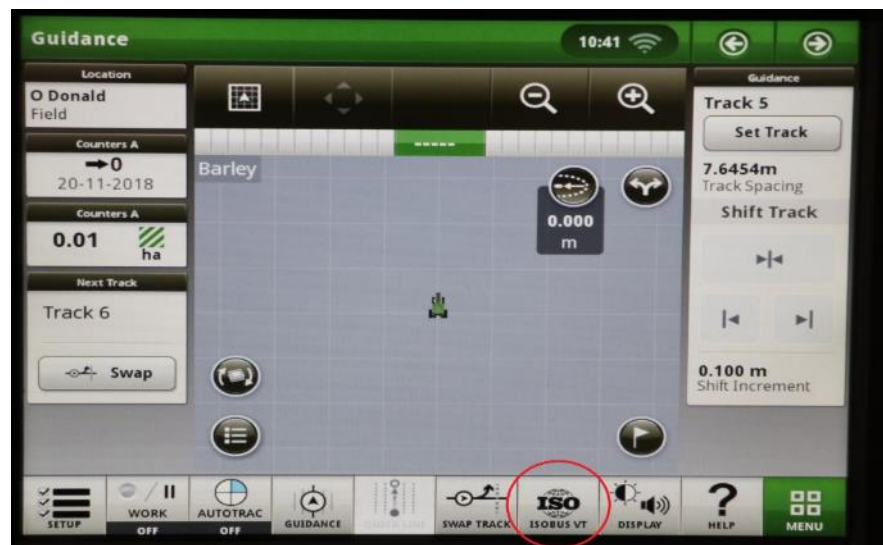 Guidance
10:41
Location
O Donald
Field
Counters A
0
20-11-2018
Counters A
0.01
ha
Next Track
Track 6
Swap
Barley
-----
0.000
m
Guidance
Track 5
Set Track
7.6454m
Track Spacing
Shift Track
0.100 m
Shift Increment
SETUP
WORK
OFF
AUTOTRAC
OFF
GUIDANCE
QUICK LINE
SWAP TRACK
ISO
ISOBUS VT
DISPLAY
?
HELP
MENU